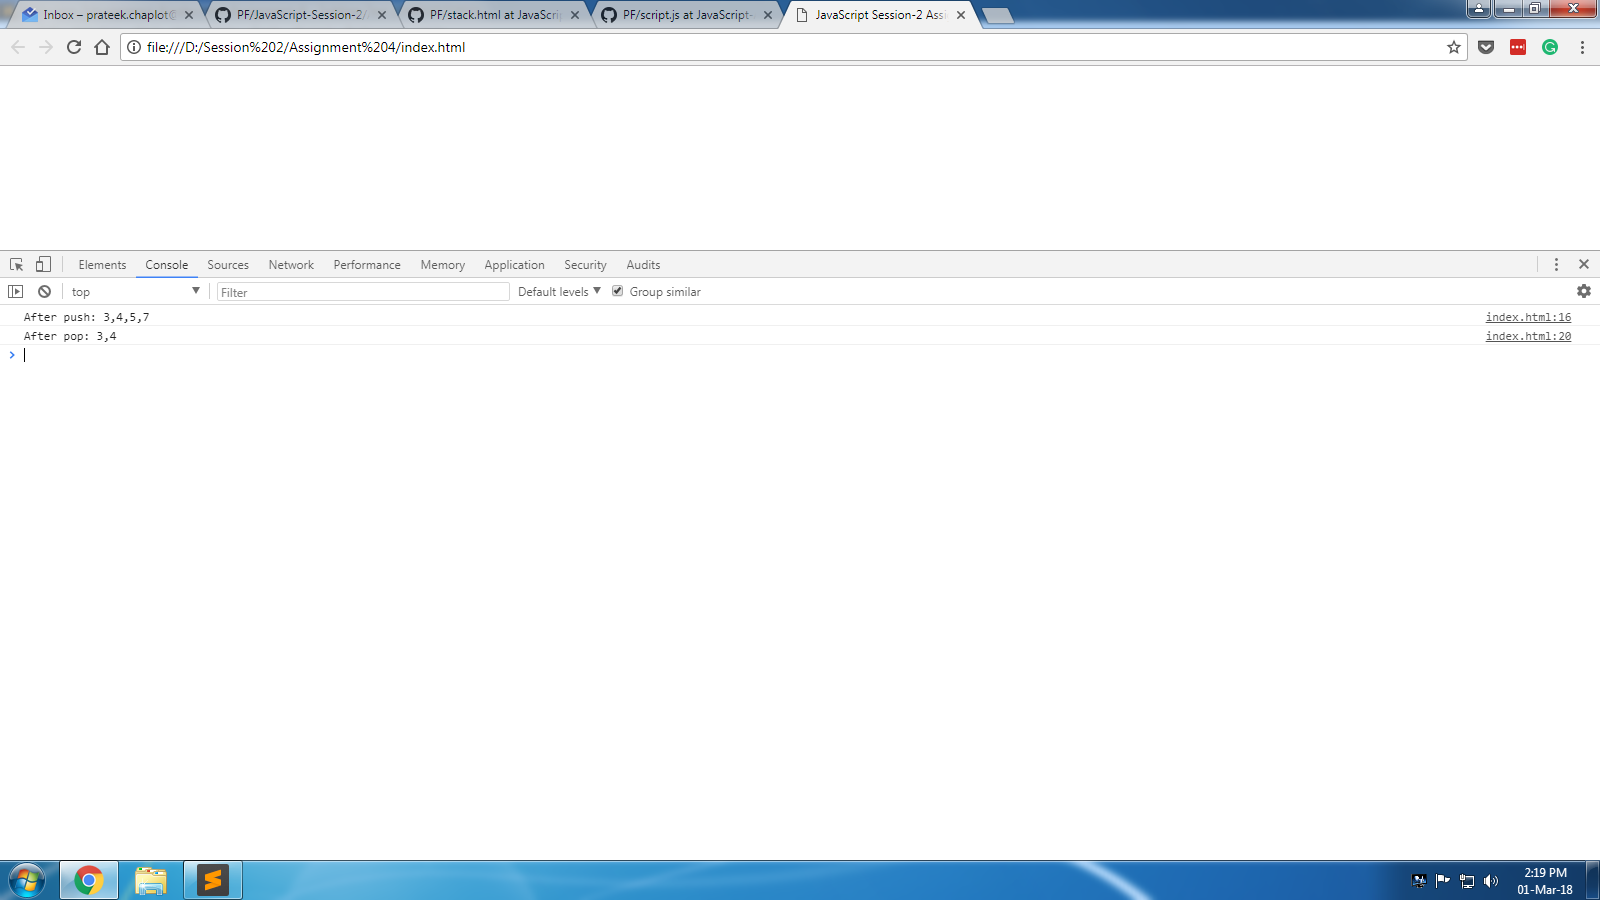 Inbox – prateek.chaplot@
PF/JavaScript-Session-2/
PF/stack.html at JavaScri
PF/script.js at JavaScript-
JavaScript Session-2 Assi
file:///D:/Session%202/Assignment%204/index.html
Elements Console Sources Network Performance Memory Application Security Audits
top Filter Default levels Group similar
After push: 3,4,5,7 index.html:16
After pop: 3,4 index.html:20
2:19 PM
01-Mar-18